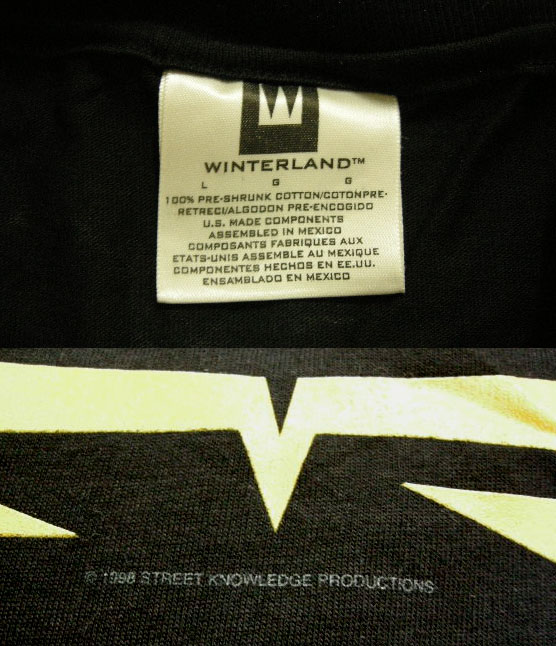 W
WINTERLAND™
L G G
100% PRE-SHRUNK COTTON/COTONPRE-
RETRECI/ALGODON PRE-ENCOGIDO
U.S. MADE COMPONENTS
ASSEMBLED IN MEXICO
COMPOSANTS FABRIQUES AUX
ETATS-UNIS ASSEMBLE AU MEXIQUE
COMPONENTES HECHOS EN EE.UU.
ENSAMBLADO EN MEXICO
© 1998 STREET KNOWLEDGE PRODUCTIONS